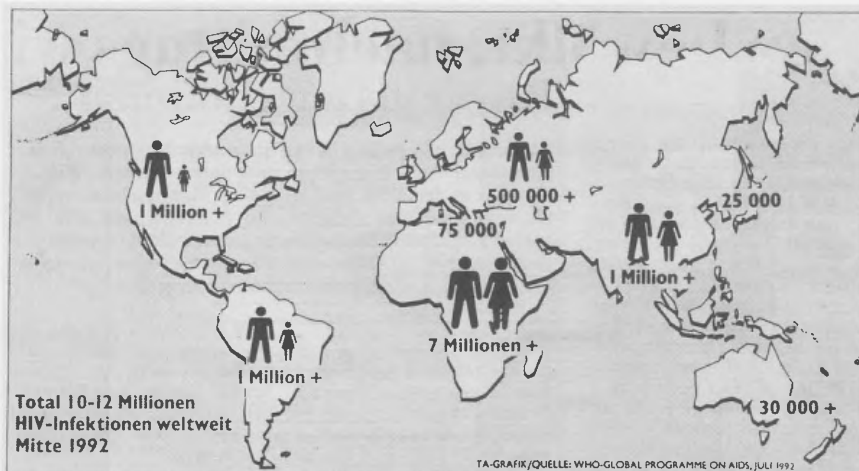 500 000 +
1 Million +
25 000
75 000
1 Million +
7 Millionen +
1 Million +
30 000 +
Total 10-12 Millionen
HIV-Infektionen weltweit
Mitte 1992
TA-GRAFIK/QUELLE: WHO-GLOBAL PROGRAMME ON AIDS, JULI 1992